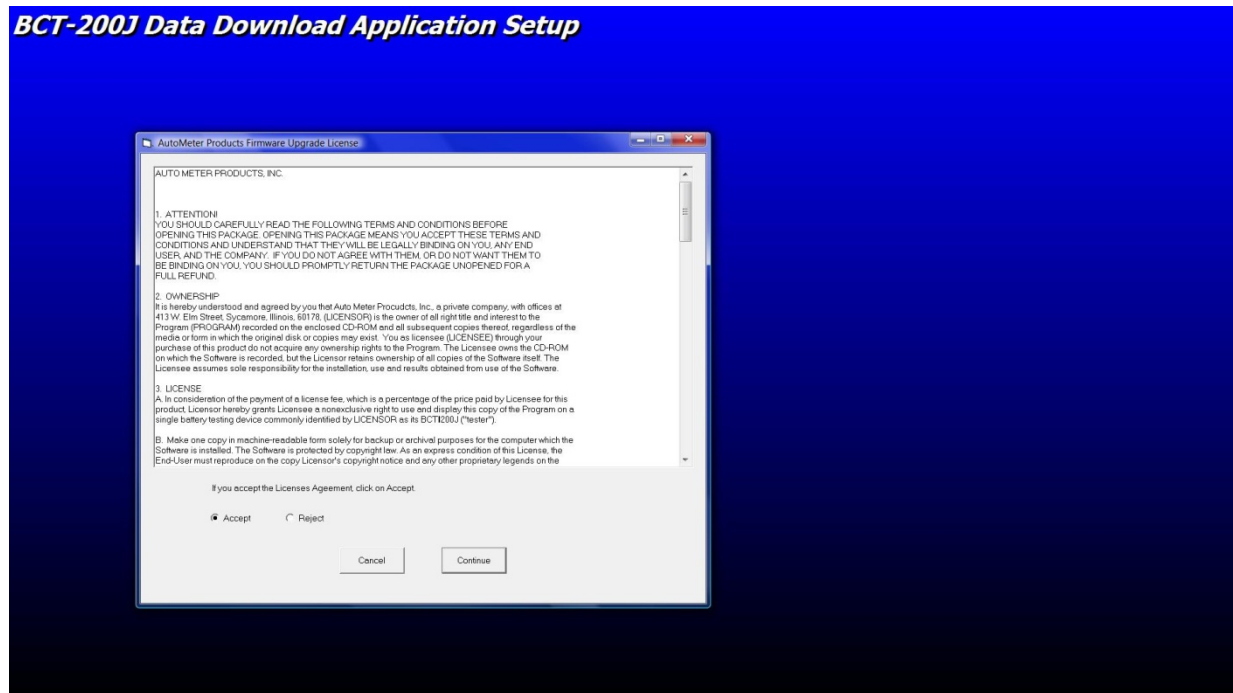 BCT-200J Data Download Application Setup
AutoMeter Products Firmware Upgrade License
AUTO METER PRODUCTS, INC.
1. ATTENTION!
YOU SHOULD CAREFULLY READ THE FOLLOWING TERMS AND CONDITIONS BEFORE
OPENING THIS PACKAGE. OPENING THIS PACKAGE MEANS YOU ACCEPT THESE TERMS AND
CONDITIONS AND UNDERSTAND THAT THEY WILL BE LEGALLY BINDING ON YOU, ANY END
USER, AND THE COMPANY. IF YOU DO NOT AGREE WITH THEM, OR DO NOT WANT THEM TO
BE BINDING ON YOU, YOU SHOULD PROMPTLY RETURN THE PACKAGE UNOPENED FOR A
FULL REFUND.
2. OWNERSHIP
It is hereby understood and agreed by you that Auto Meter Procudcts, Inc., a private company, with offices at
413 W. Elm Street, Sycamore, Illinois, 60178, (LICENSOR) is the owner of all right title and interest to the
Program (PROGRAM) recorded on the enclosed CD-ROM and all subsequent copies thereof, regardless of the
media or form in which the original disk or copies may exist. You as licensee (LICENSEE) through your
purchase of this product do not acquire any ownership rights to the Program. The Licensee owns the CD-ROM
on which the Software is recorded, but the Licensor retains ownership of all copies of the Software itself. The
Licensee assumes sole responsibility for the installation, use and results obtained from use of the Software.
3. LICENSE
A. In consideration of the payment of a license fee, which is a percentage of the price paid by Licensee for this
product, Licensor hereby grants Licensee a nonexclusive right to use and display this copy of the Program on a
single battery testing device commonly identified by LICENSOR as its BCTI200J ("tester").
B. Make one copy in machine-readable form solely for backup or archival purposes for the computer which the
Software is installed. The Software is protected by copyright law. As an express condition of this License, the
End-User must reproduce on the copy Licensor's copyright notice and any other proprietary legends on the
If you accept the Licenses Ageement, click on Accept.
Accept Reject
Cancel Continue